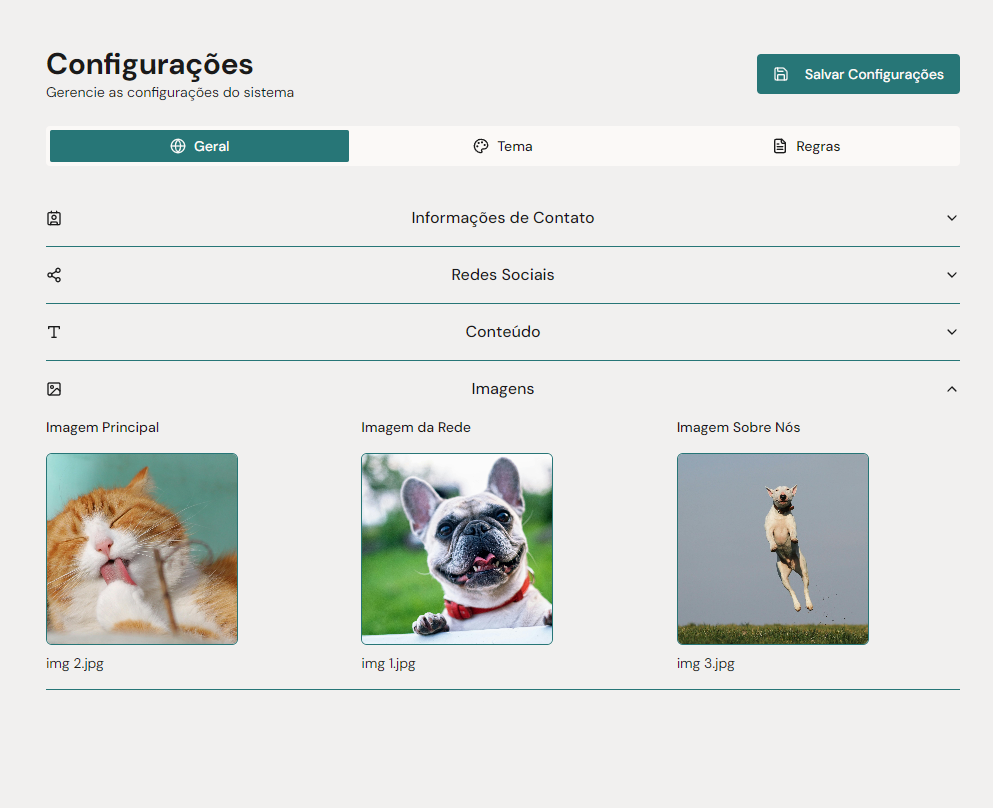 Configurações
Gerencie as configurações do sistema
Salvar Configurações
Geral
Tema
Regras
Informações de Contato
Redes Sociais
Conteúdo
Imagens
Imagem Principal
Imagem da Rede
Imagem Sobre Nós
img 2.jpg
img 1.jpg
img 3.jpg